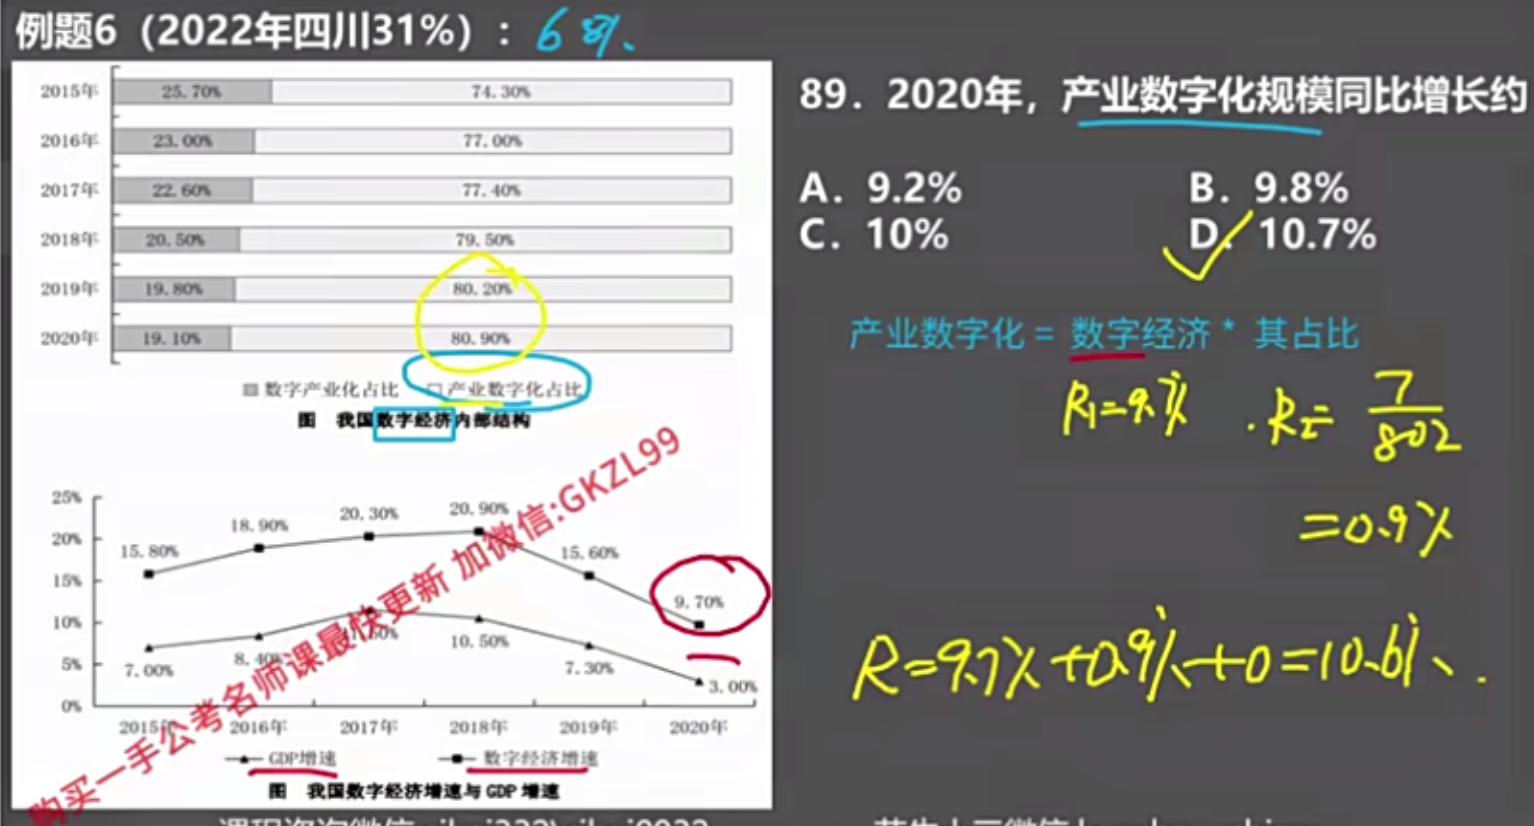 例题6（2022年四川31%）：6秒、
2015年 25.70% 74.30%
2016年 23.00% 77.00%
2017年 22.60% 77.40%
2018年 20.50% 79.50%
2019年 19.80% 80.20%
2020年 19.10% 80.90%
数字产业化占比 产业数字化占比
图 我国数字经济内部结构
25%
20%
15%
10%
5%
0%
15.80% 18.90% 20.30% 20.90% 15.60% 9.70%
7.00% 8.40% 10.50% 7.30% 3.00%
2015年 2016年 2017年 2018年 2019年 2020年
GDP增速 数字经济增速
图 我国数字经济增速与GDP增速
购买一手公考名师课最快更新 加微信:GKZL99
89. 2020年，产业数字化规模同比增长约
A. 9.2% B. 9.8%
C. 10% D. 10.7%
产业数字化 = 数字经济 * 其占比
R1=9.7% R2= 7/802
=0.9%
R=9.7%+0.9%+0=10.6%